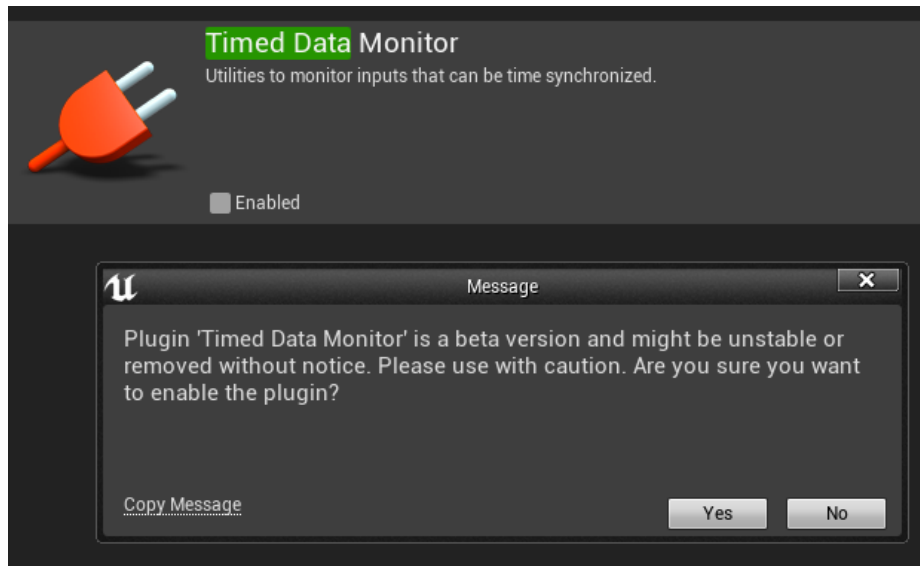 Timed Data Monitor
Utilities to monitor inputs that can be time synchronized.
Enabled
Message
Plugin 'Timed Data Monitor' is a beta version and might be unstable or
removed without notice. Please use with caution. Are you sure you want
to enable the plugin?
Copy Message
Yes
No